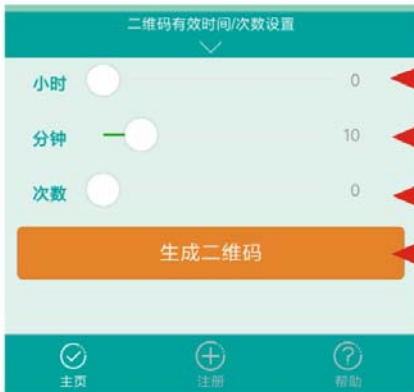 二维码有效时间/次数设置
小时 0
分钟 10
次数 0
生成二维码
主页 注册 帮助